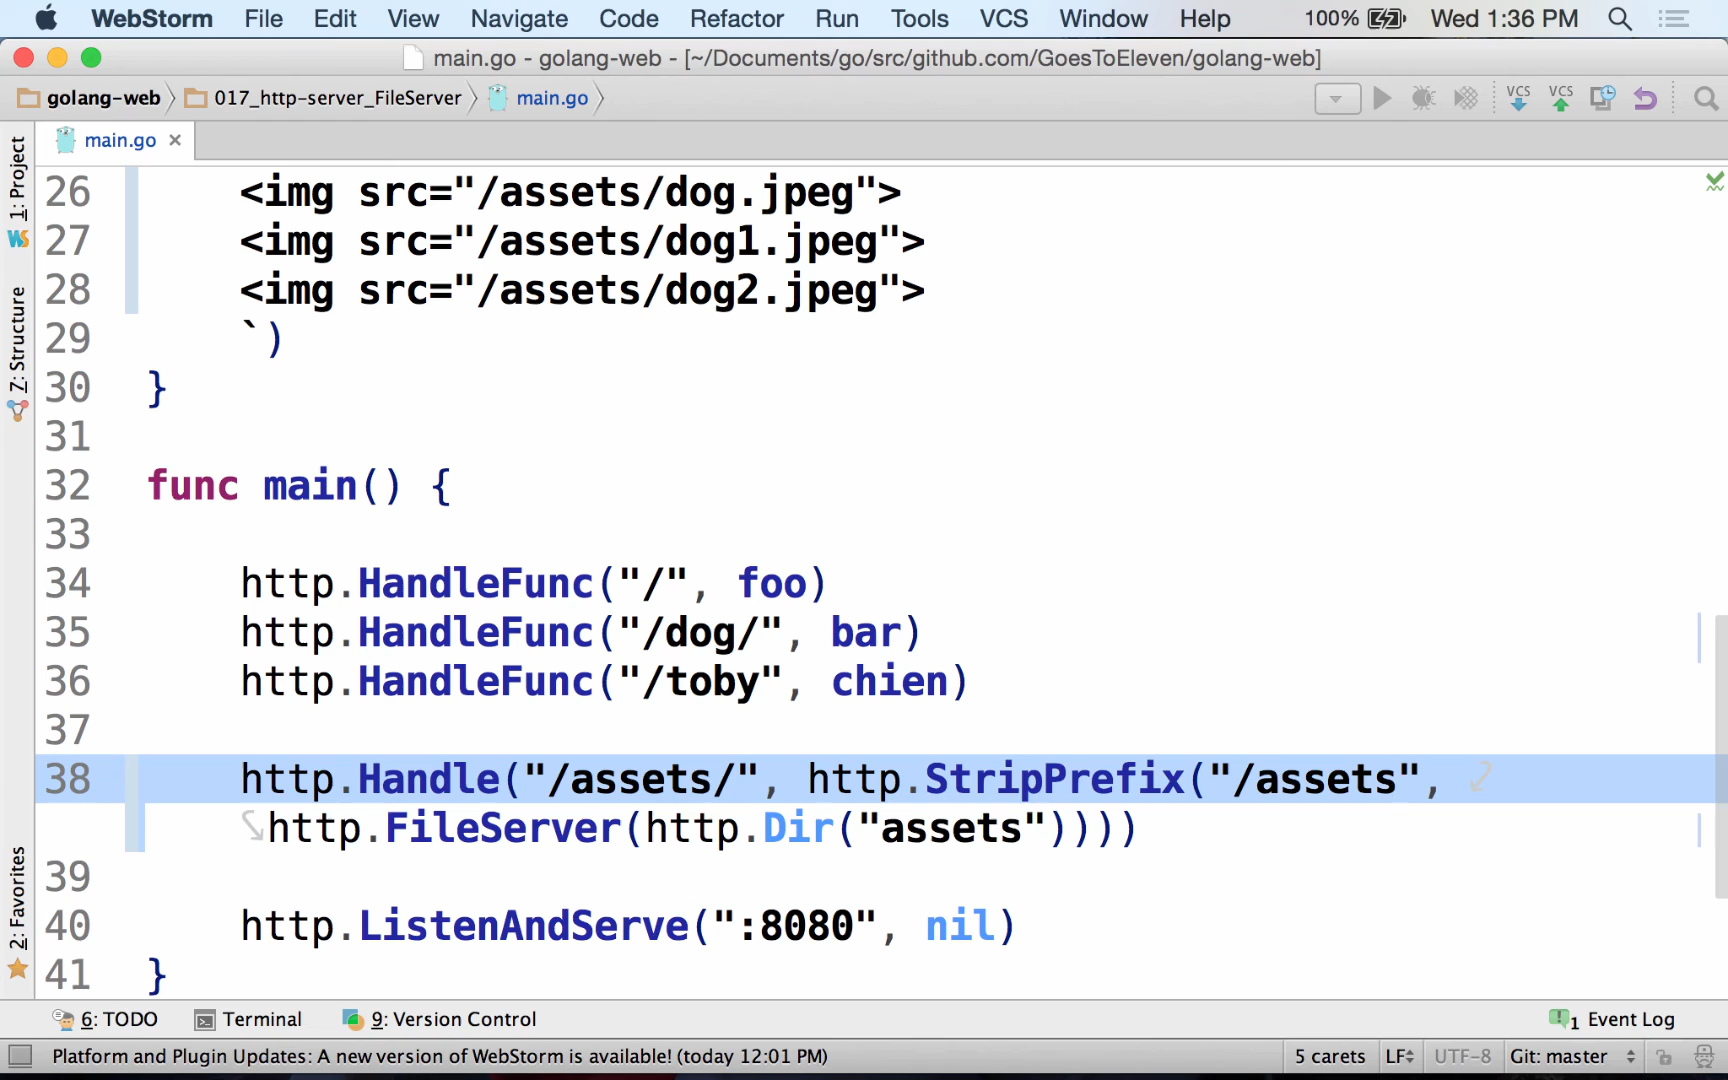 WebStorm File Edit View Navigate Code Refactor Run Tools VCS Window Help 100% Wed 1:36 PM
main.go - golang-web - [~/Documents/go/src/github.com/GoesToEleven/golang-web]
golang-web 017_http-server_FileServer main.go VCS VCS
main.go
1: Project
7: Structure
2: Favorites
26 <img src="/assets/dog.jpeg">
27 <img src="/assets/dog1.jpeg">
28 <img src="/assets/dog2.jpeg">
29 `)
30 }
31
32 func main() {
33
34 http.HandleFunc("/", foo)
35 http.HandleFunc("/dog/", bar)
36 http.HandleFunc("/toby", chien)
37
38 http.Handle("/assets/", http.StripPrefix("/assets",
http.FileServer(http.Dir("assets"))))
39
40 http.ListenAndServe(":8080", nil)
41 }
6: TODO Terminal 9: Version Control 1 Event Log
Platform and Plugin Updates: A new version of WebStorm is available! (today 12:01 PM) 5 carets LF UTF-8 Git: master